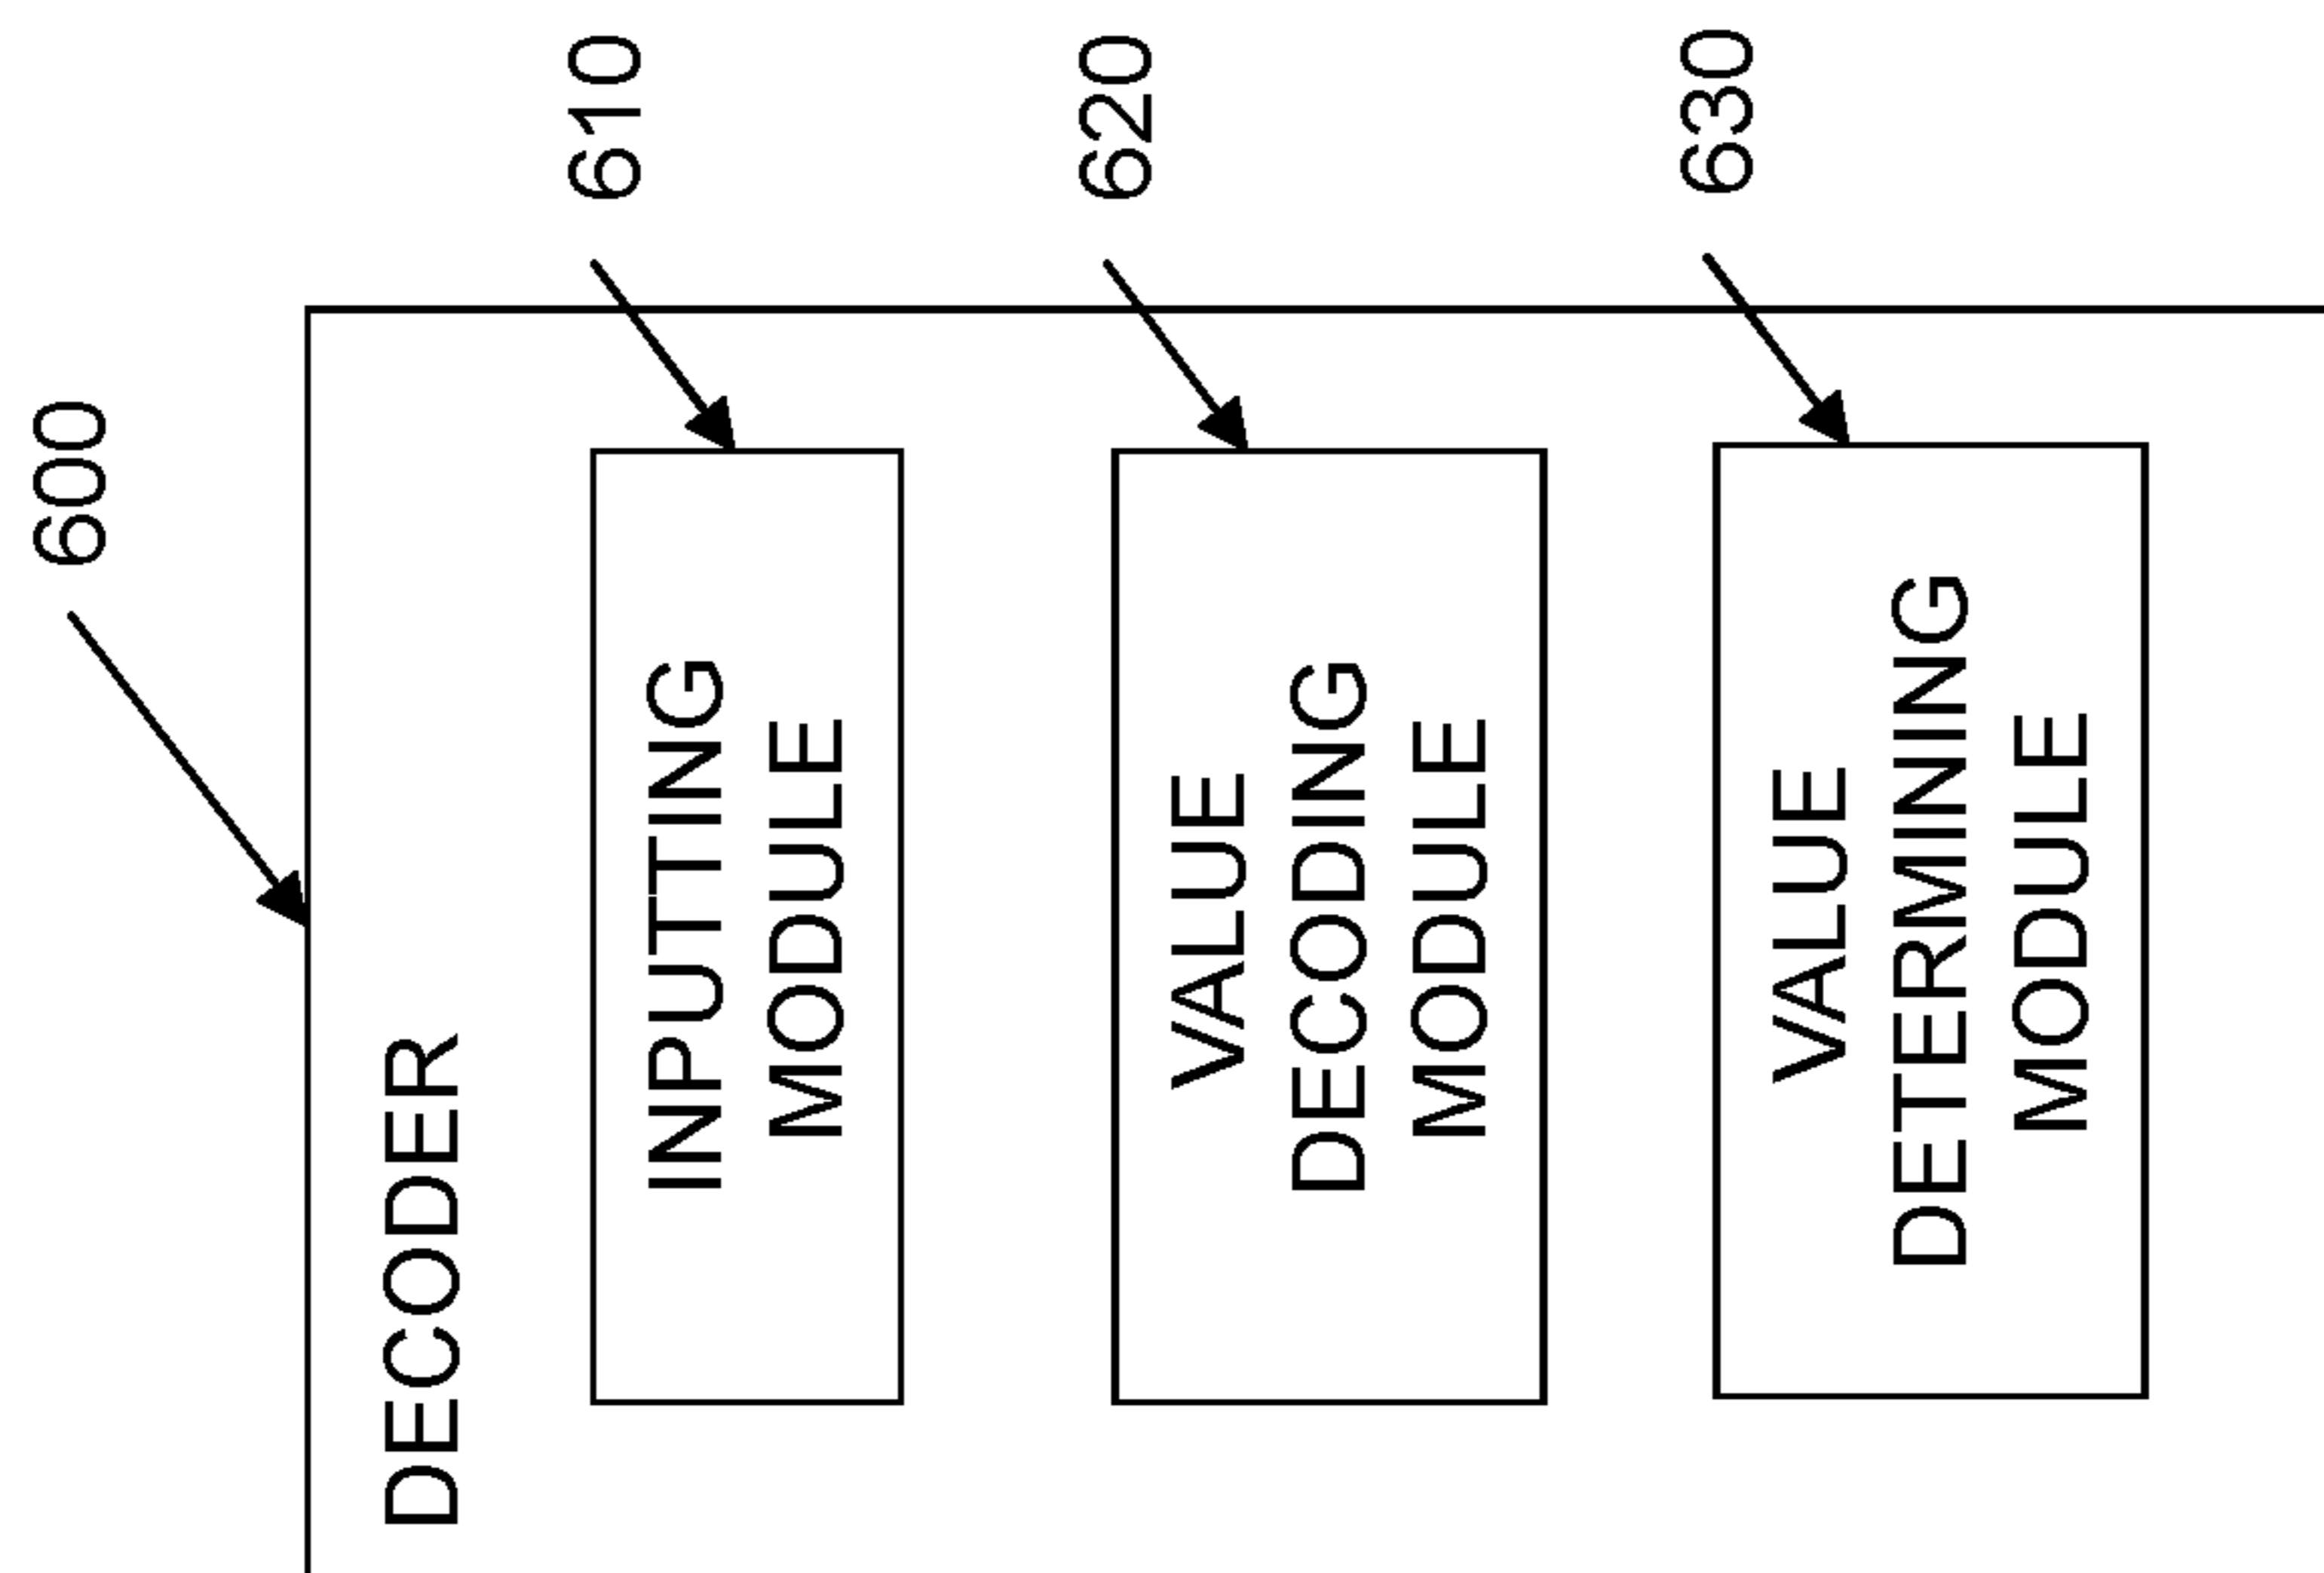 600
DECODER
610
INPUTTING
MODULE
620
VALUE
DECODING
MODULE
630
VALUE
DETERMINING
MODULE